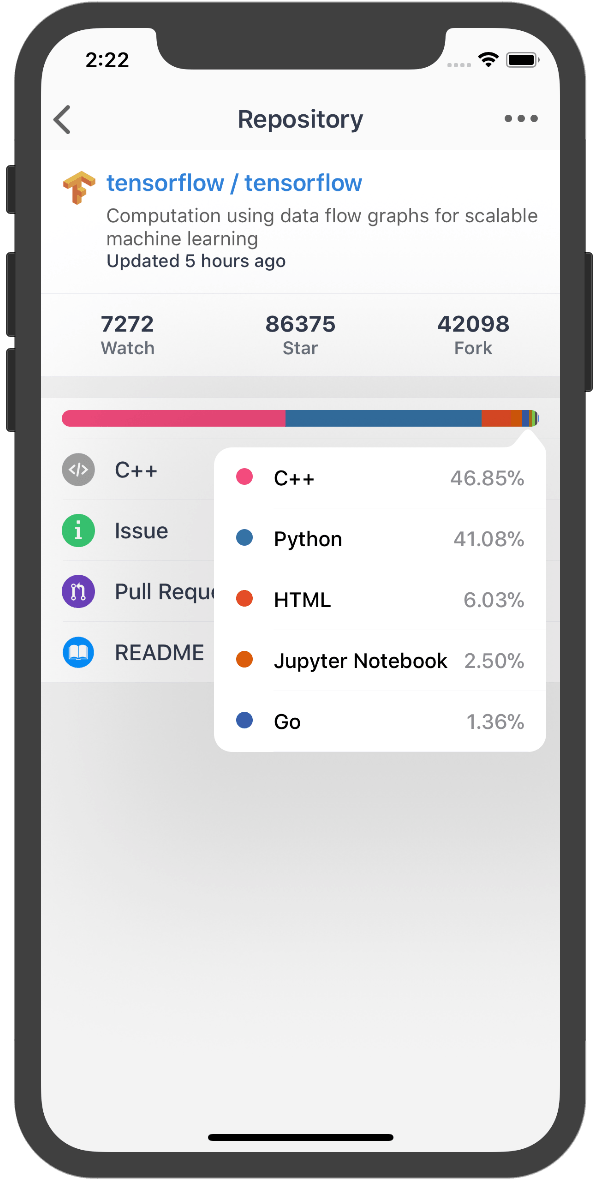 2:22
Repository
tensorflow / tensorflow
Computation using data flow graphs for scalable
machine learning
Updated 5 hours ago
7272
86375
42098
Watch
Star
Fork
C++
Issue
Pull Reque
README
C++ 46.85%
Python 41.08%
HTML 6.03%
Jupyter Notebook 2.50%
Go 1.36%